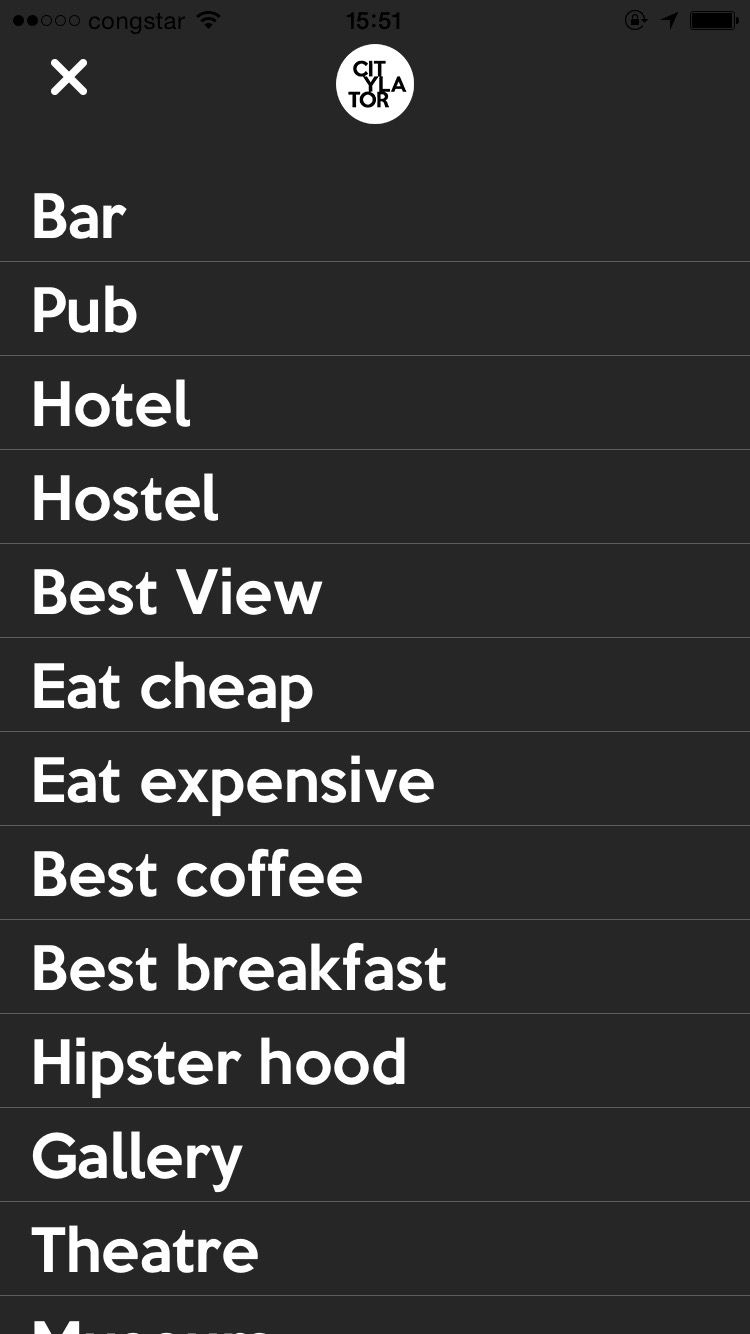 congstar 15:51
CIT
YLA
TOR
Bar
Pub
Hotel
Hostel
Best View
Eat cheap
Eat expensive
Best coffee
Best breakfast
Hipster hood
Gallery
Theatre
Museum